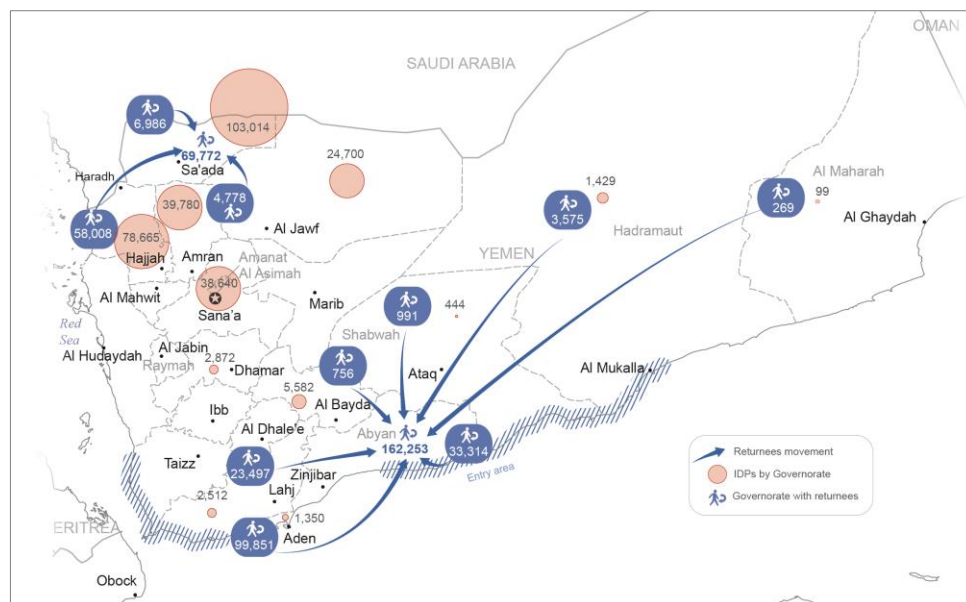 OMAN
SAUDI ARABIA
6,986
103,014
69,772
Sa'ada
24,700
Haradh
4,778
39,780
58,008
78,665
Hajjah
Al Jawf
1,429
3,575
Al Maharah
99
269
Al Ghaydah
Hadramaut
YEMEN
Amran
Amanat
Al Asimah
38,640
Sana'a
Al Mahwit
Marib
991
444
Shabwah
Red
Sea
Al Hudaydah
Al Jabin
Raymah
2,872
Dhamar
756
Ataq
Al Mukalla
5,582
Al Bayda
Ibb
Al Dhale'e
Abyan
162,253
33,314
Entry area
Taizz
23,497
Zinjibar
Lahj
2,512
1,350
Aden
99,851
ERITREA
Obock
Returnees movement
IDPs by Governorate
Governorate with returnees